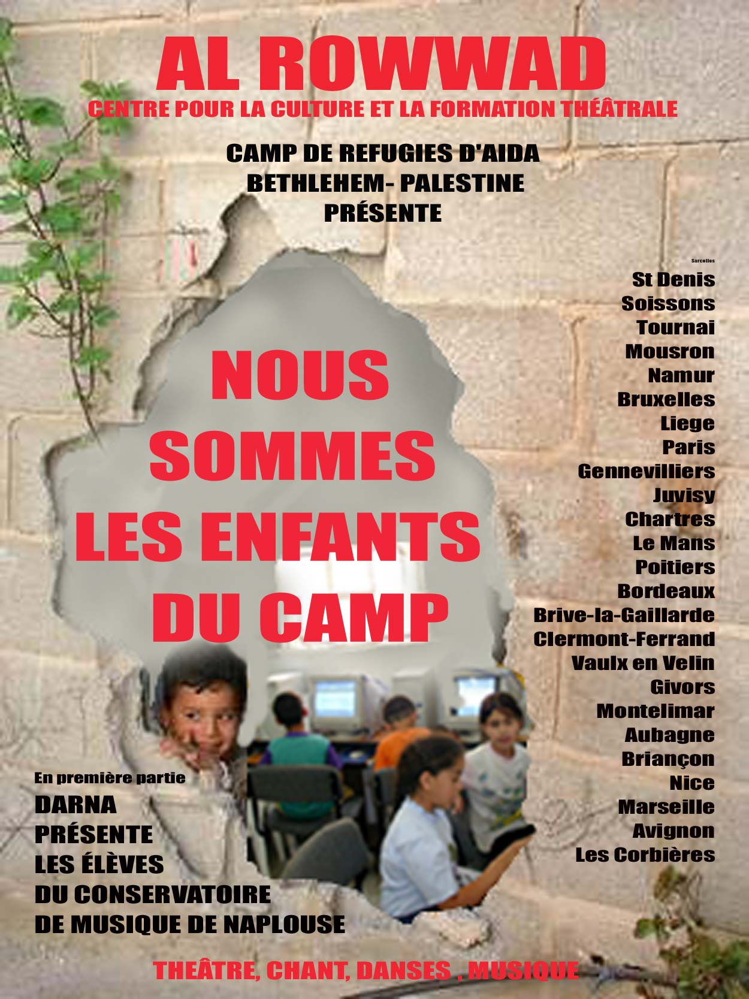 AL ROWWAD
CENTRE POUR LA CULTURE ET LA FORMATION THÉÂTRALE
CAMP DE REFUGIES D'AIDA
BETHLEHEM- PALESTINE
PRÉSENTE
NOUS
SOMMES
LES ENFANTS
DU CAMP
Sarcelles
St Denis
Soissons
Tournai
Mousron
Namur
Bruxelles
Liege
Paris
Gennevilliers
Juvisy
Chartres
Le Mans
Poitiers
Bordeaux
Brive-la-Gaillarde
Clermont-Ferrand
Vaulx en Velin
Givors
Montelimar
Aubagne
Briançon
Nice
Marseille
Avignon
Les Corbières
En première partie
DARNA
PRÉSENTE
LES ÉLÈVES
DU CONSERVATOIRE
DE MUSIQUE DE NAPLOUSE
THEÂTRE, CHANT, DANSES , MUSIQUE